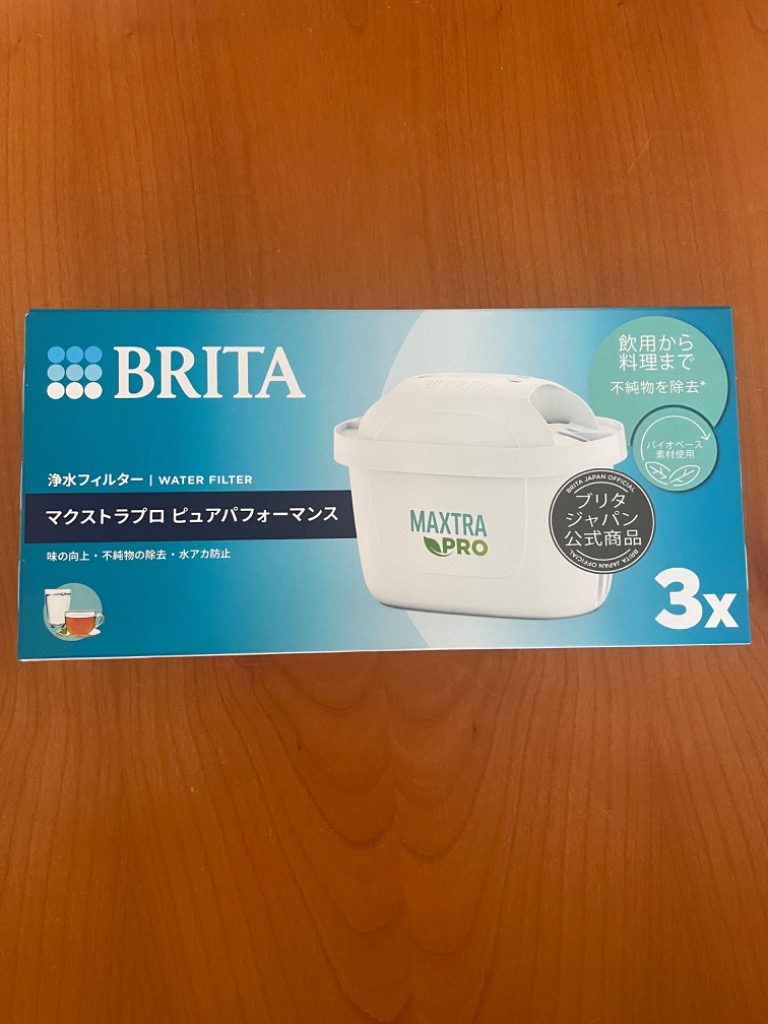 BRITA
飲用から
料理まで
不純物を除去*
バイオベース
素材使用
浄水フィルター | WATER FILTER
マクストラプロ ピュアパフォーマンス
味の向上・不純物の除去・水アカ防止
MAXTRA
PRO
BRITA JAPAN OFFICIAL
ブリタ
ジャパン
公式商品
BRITA JAPAN OFFICIAL
3x